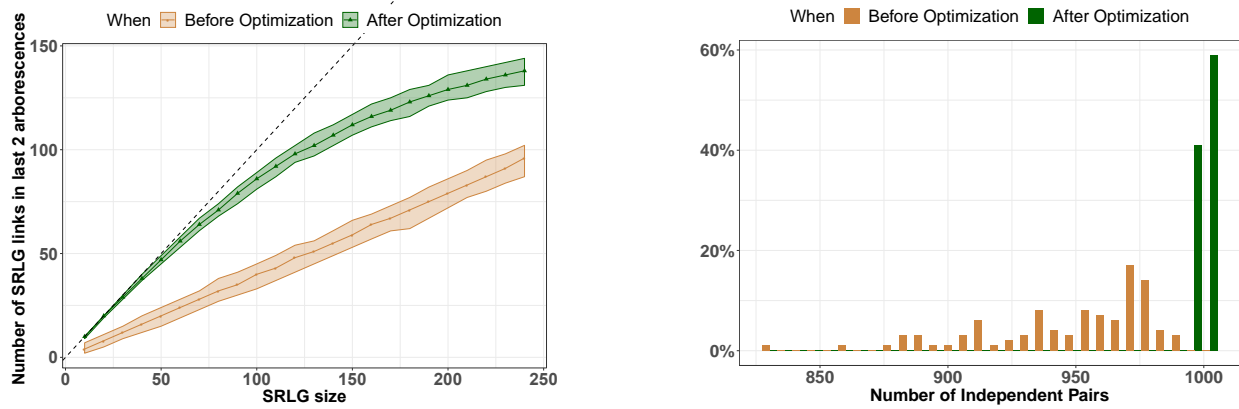 When Before Optimization After Optimization
Number of SRLG links in last 2 arborescences
150
100
50
0
0 50 100 150 200 250
SRLG size
When Before Optimization After Optimization
60%
40%
20%
0%
850 900 950 1000
Number of Independent Pairs